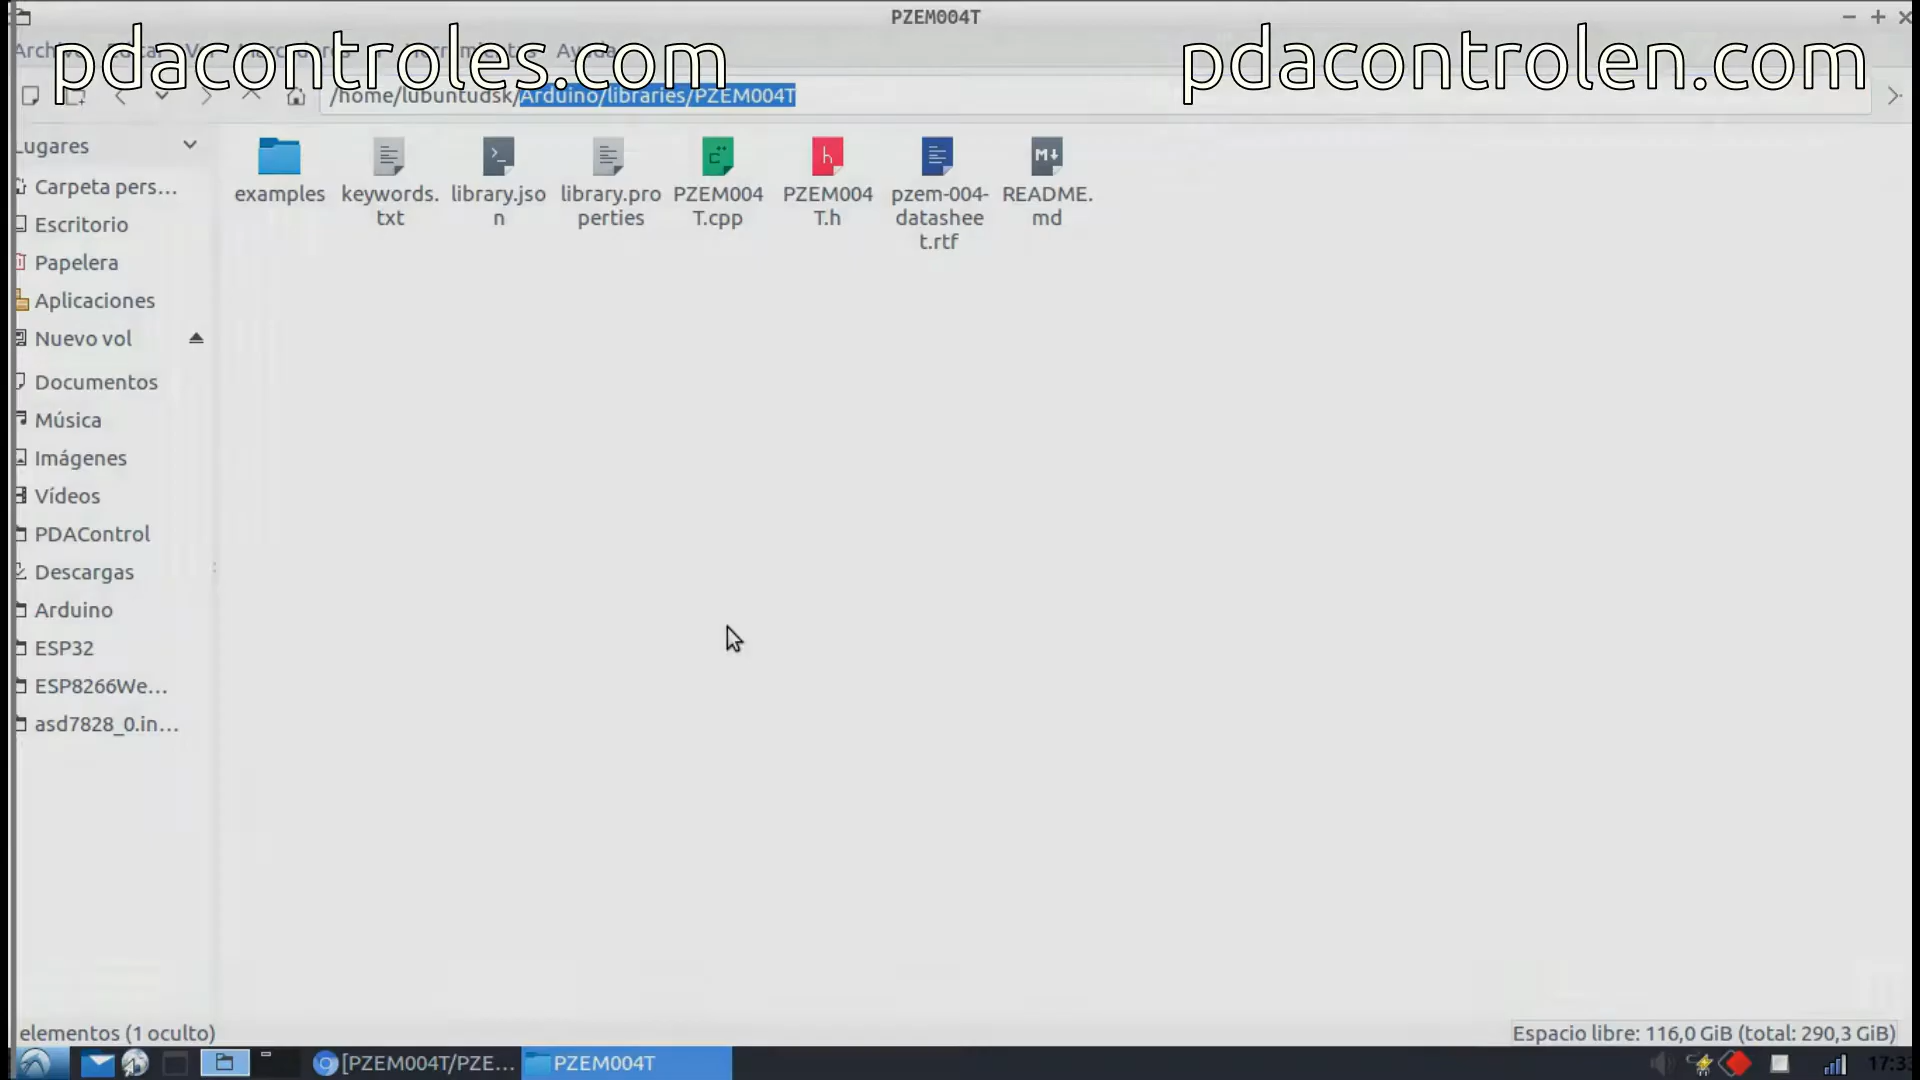 PZEM004T
pdacontroles.com
pdacontrolen.com
/home/lubuntudsk/Arduino/libraries/PZEM004T
Lugares
Carpeta pers...
Escritorio
Papelera
Aplicaciones
Nuevo vol
Documentos
Música
Imágenes
Vídeos
PDAControl
Descargas
Arduino
ESP32
ESP8266We...
asd7828_0.in...
examples
keywords.
txt
library.jso
n
library.pro
perties
PZEM004
T.cpp
PZEM004
T.h
pzem-004-
datashee
t.rtf
README.
md
elementos (1 oculto)
Espacio libre: 116,0 GiB (total: 290,3 GiB)
[PZEM004T/PZE...
PZEM004T